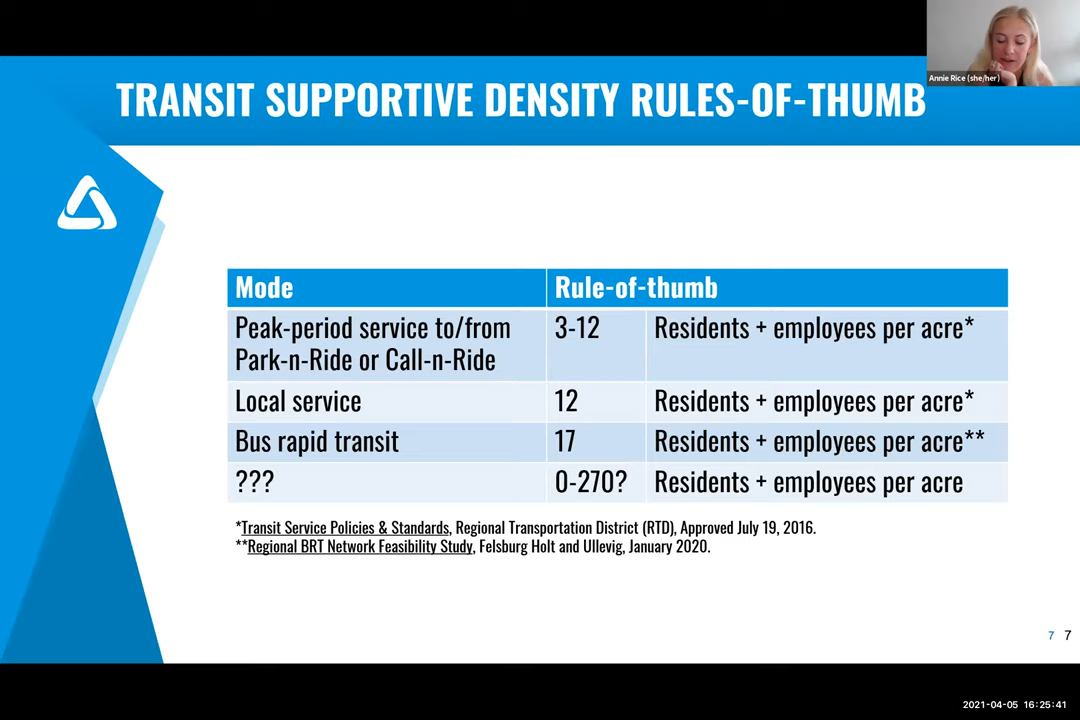 Annie Rice (she/her)
TRANSIT SUPPORTIVE DENSITY RULES-OF-THUMB
Mode Rule-of-thumb
Peak-period service to/from 3-12 Residents + employees per acre*
Park-n-Ride or Call-n-Ride
Local service 12 Residents + employees per acre*
Bus rapid transit 17 Residents + employees per acre**
??? 0-270? Residents + employees per acre
*Transit Service Policies & Standards, Regional Transportation District (RTD), Approved July 19, 2016.
**Regional BRT Network Feasibility Study, Felsburg Holt and Ullevig, January 2020.
7 7
2021-04-05 16:25:41